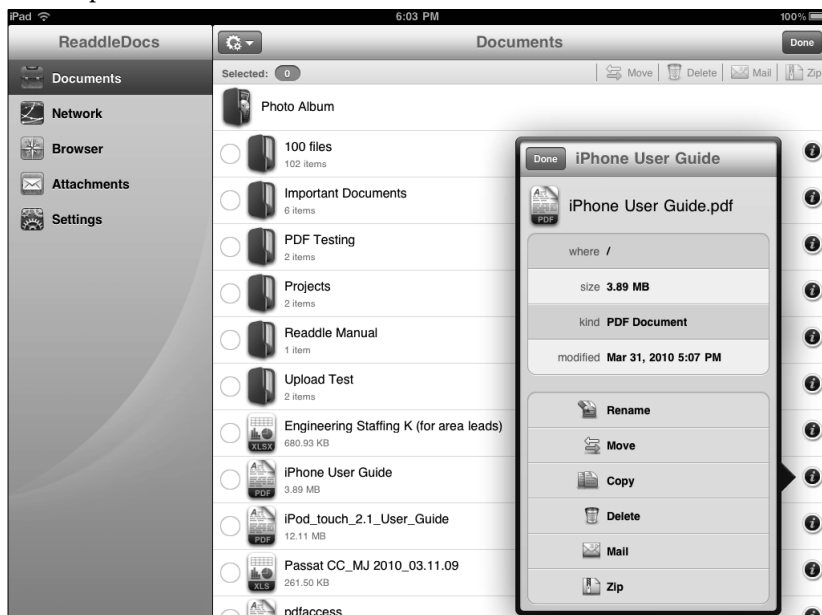 iPad 6:03 PM 100%
ReaddleDocs
Documents
Network
Browser
Attachments
Settings
Documents
Done
Selected: 0
Move Delete Mail Zip
Photo Album
100 files
102 items
Important Documents
6 items
PDF Testing
2 items
Projects
2 items
Readdle Manual
1 item
Upload Test
2 items
XLSX
Engineering Staffing K (for area leads)
680.93 KB
PDF
iPhone User Guide
3.89 MB
PDF
iPod_touch_2.1_User_Guide
12.11 MB
XLS
Passat CC_MJ 2010_03.11.09
261.50 KB
pdfaccess
Done iPhone User Guide
PDF
iPhone User Guide.pdf
where /
size 3.89 MB
kind PDF Document
modified Mar 31, 2010 5:07 PM
Rename
Move
Copy
Delete
Mail
Zip